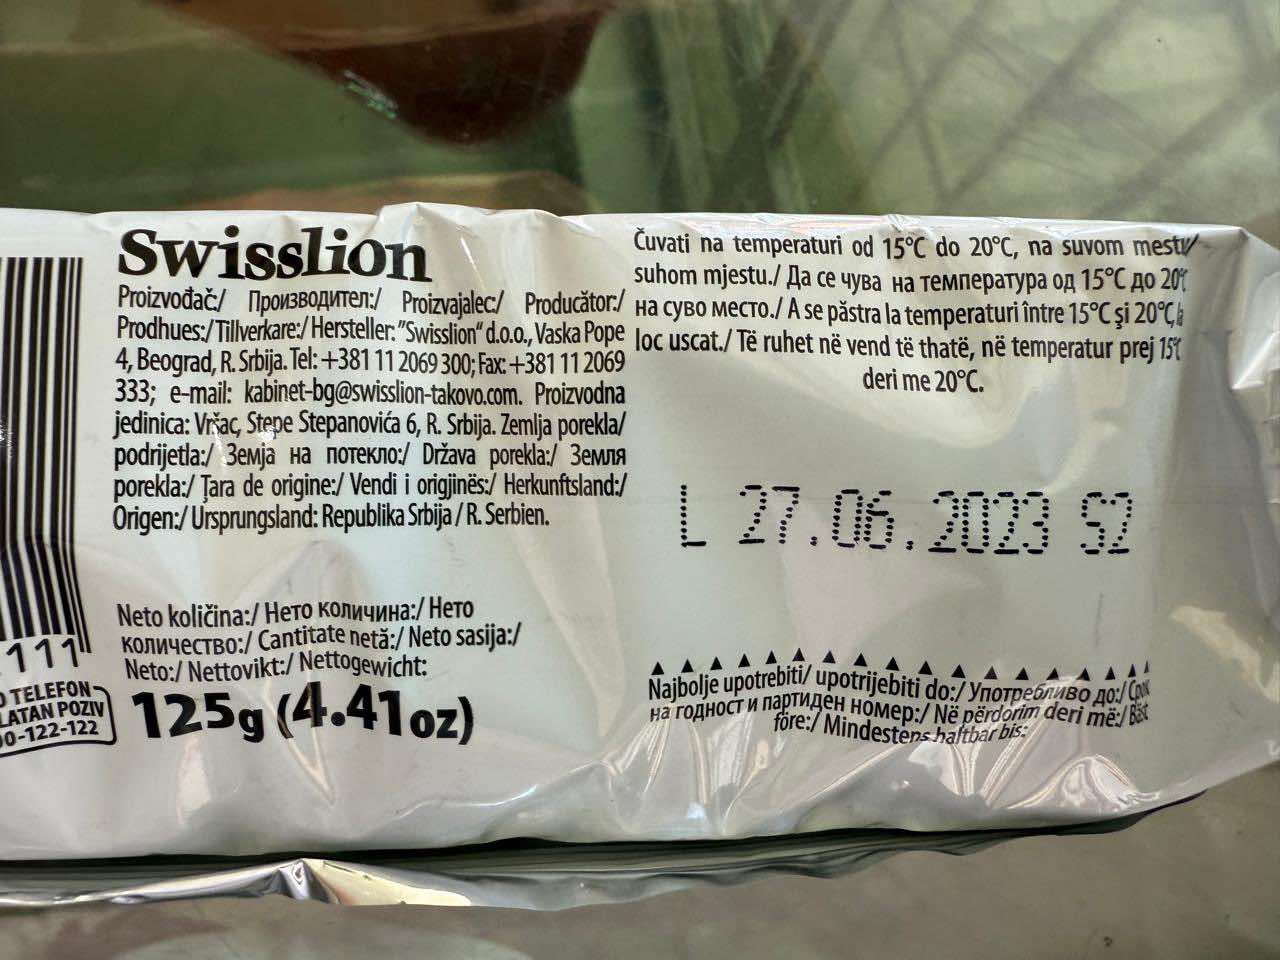 Swisslion
Proizvođač:/ Производител:/ Proizvajalec:/ Producător:/
Prodhues:/Tillverkare:/Hersteller:"Swisslion" d.o.o., Vaska Pope
4, Beograd, R. Srbija. Tel: +381 11 2069 300; Fax: +381 11 2069
333; e-mail: kabinet-bg@swisslion-takovo.com. Proizvodna
jedinica: Vršac, Stepe Stepanovića 6, R. Srbija. Zemlja porekla/
podrijetla:/ Земја на потекло:/ Država porekla:/ Земля
porekla:/ Țara de origine:/ Vendi i origjinës:/ Herkunftsland:/
Origen:/ Ursprungsland: Republika Srbija / R. Serbien.
Neto količina:/ Нето количина:/ Нето
количество:/ Cantitate netă:/ Neto sasija:/
Neto:/ Nettovikt:/ Nettogewicht:
125g (4.41oz)
111
TELEFON
LATAN POZIV
0-122-122
Čuvati na temperaturi od 15°C do 20°C, na suvom mestu/
suhom mjestu./ Да се чува на температура од 15°C до 20°C
на суво место./ A se păstra la temperaturi între 15°C și 20°C,
loc uscat./ Të ruhet në vend të thatë, në temperatur prej 15°C
deri me 20°C.
L 27.06.2023 S2
Najbolje upotrebiti/ upotrijebiti do:/ Употребливо до:/ Срок
на годност и партиден номер:/ Në përdorim deri më:/ Bäst
före:/ Mindestens haftbar bis: